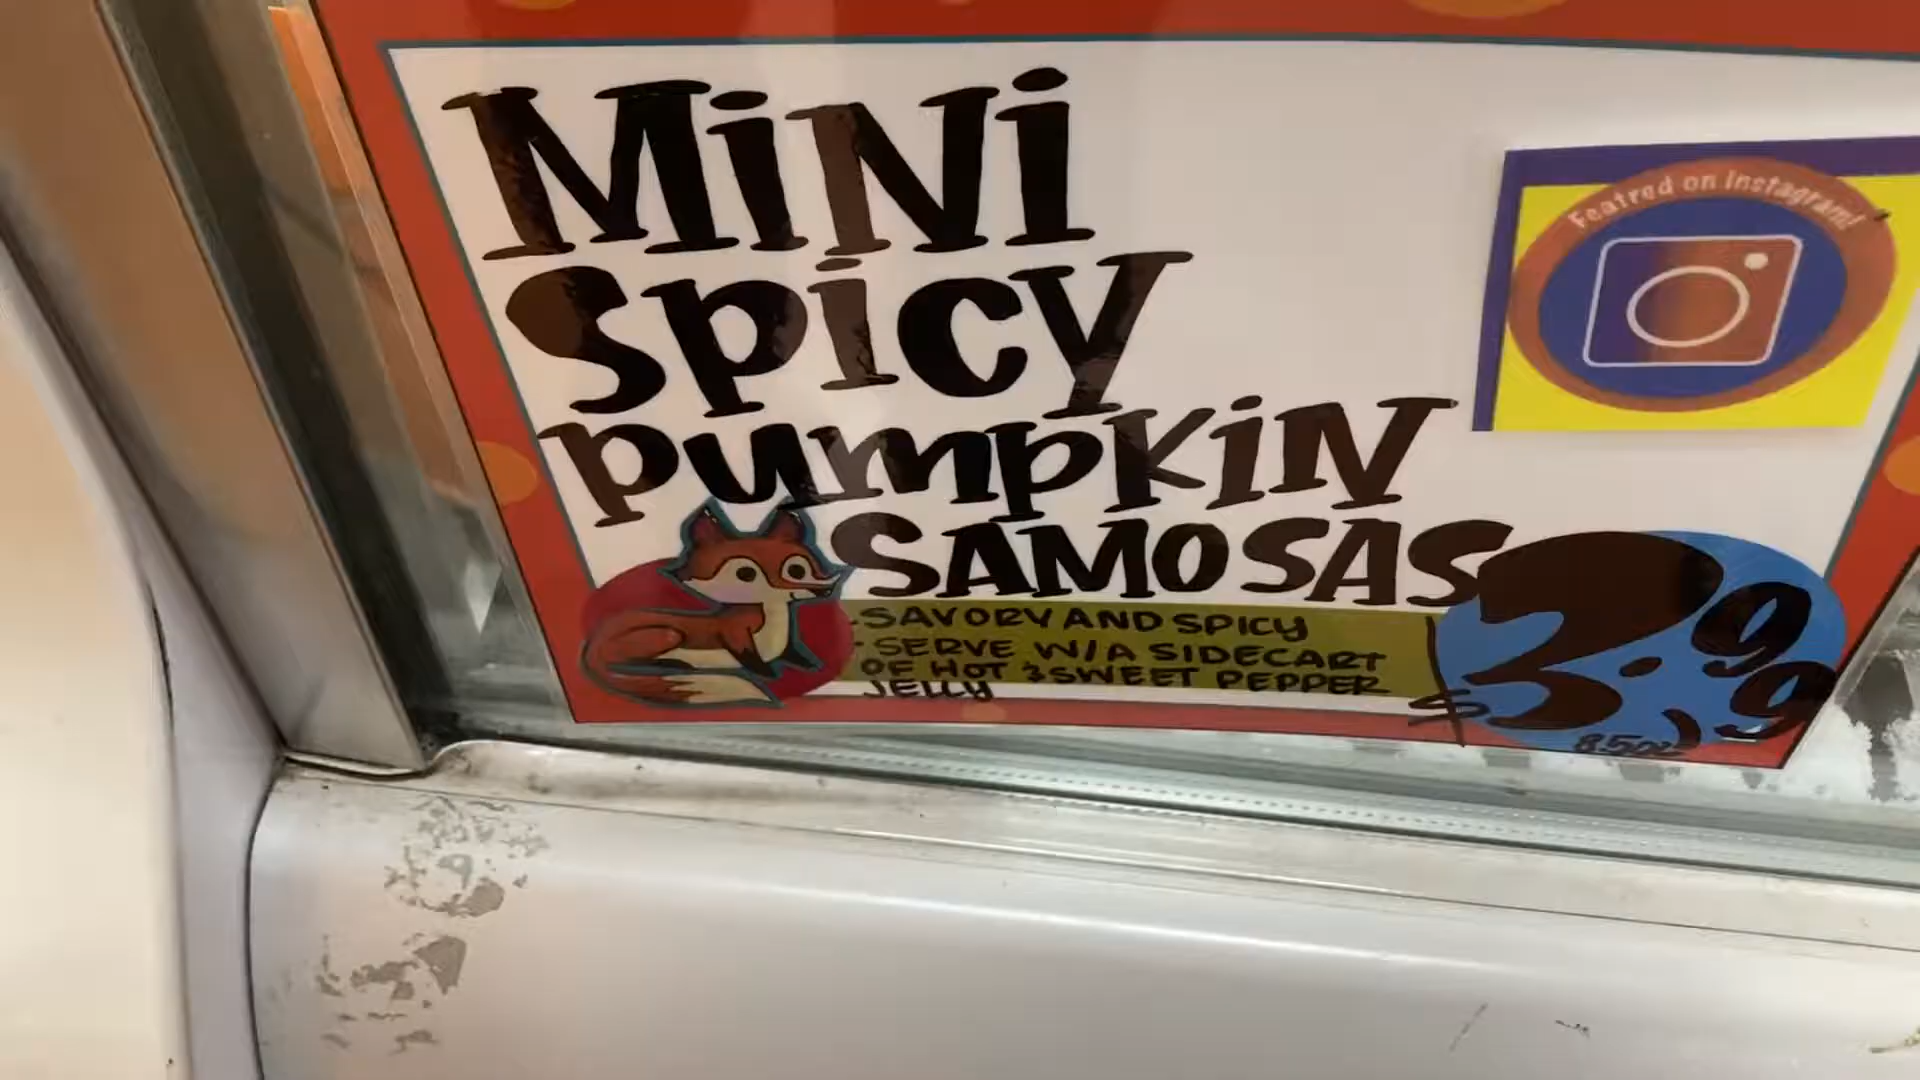 MiNi
Spicy
pumpkiN
SAMOSAS
Featred on Instagram!
-SAVORY AND SPICY
-SERVE W/A SIDECART
OF HOT & SWEET PEPPER
JELLY
$3.99
8.5oz